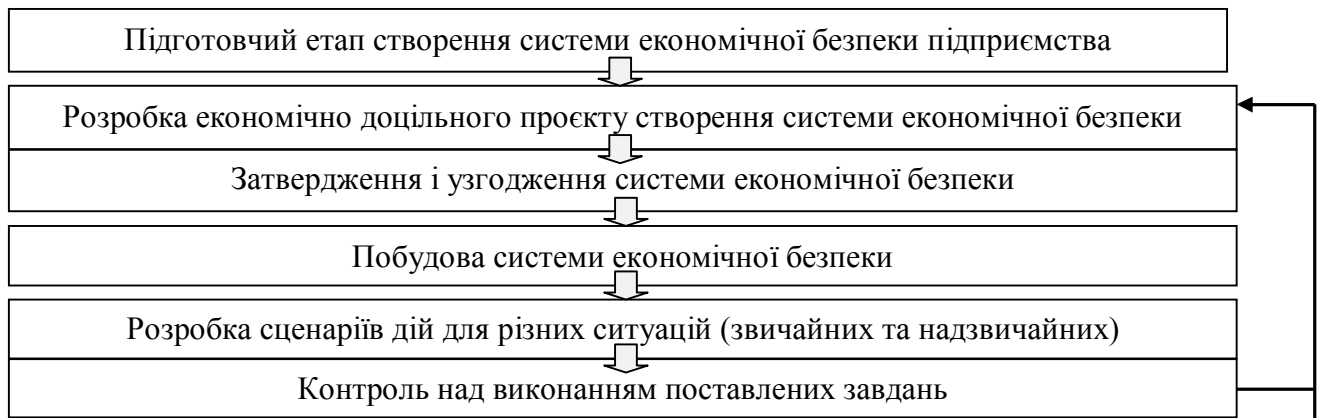 Підготовчий етап створення системи економічної безпеки підприємства
Розробка економічно доцільного проєкту створення системи економічної безпеки
Затвердження і узгодження системи економічної безпеки
Побудова системи економічної безпеки
Розробка сценаріїв дій для різних ситуацій (звичайних та надзвичайних)
Контроль над виконанням поставлених завдань